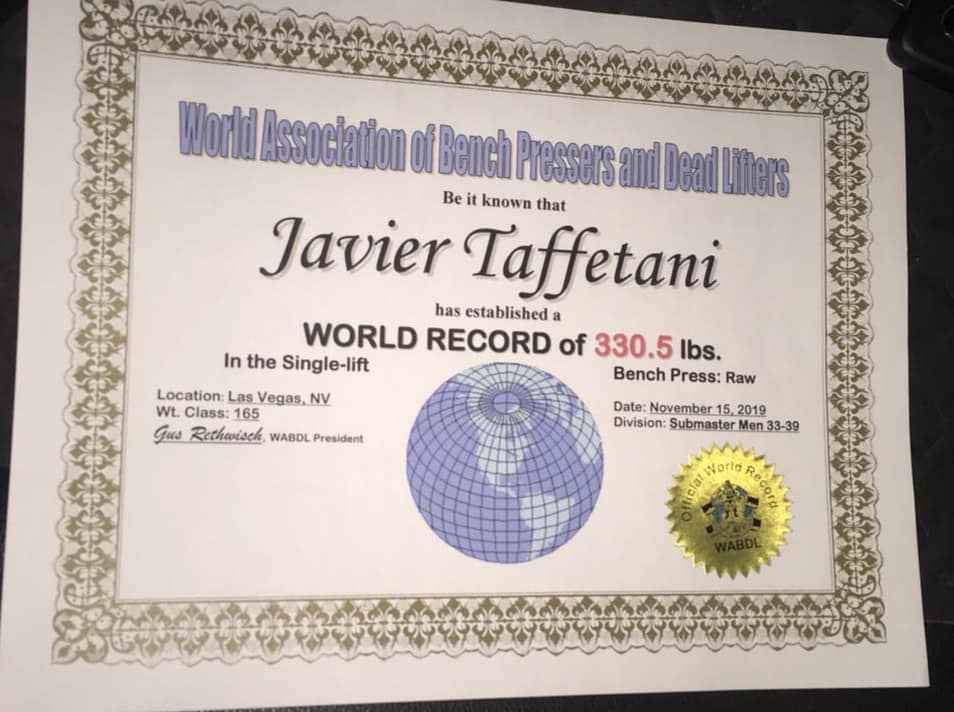 World Association of Bench Pressers and Dead Lifters
Be it known that
Javier Taffetani
has established a
WORLD RECORD of 330.5 lbs.
In the Single-lift
Bench Press: Raw
Location: Las Vegas, NV
Wt. Class: 165
Gus Rethwisch, WABDL President
Date: November 15, 2019
Division: Submaster Men 33-39
Official World Record
WABDL